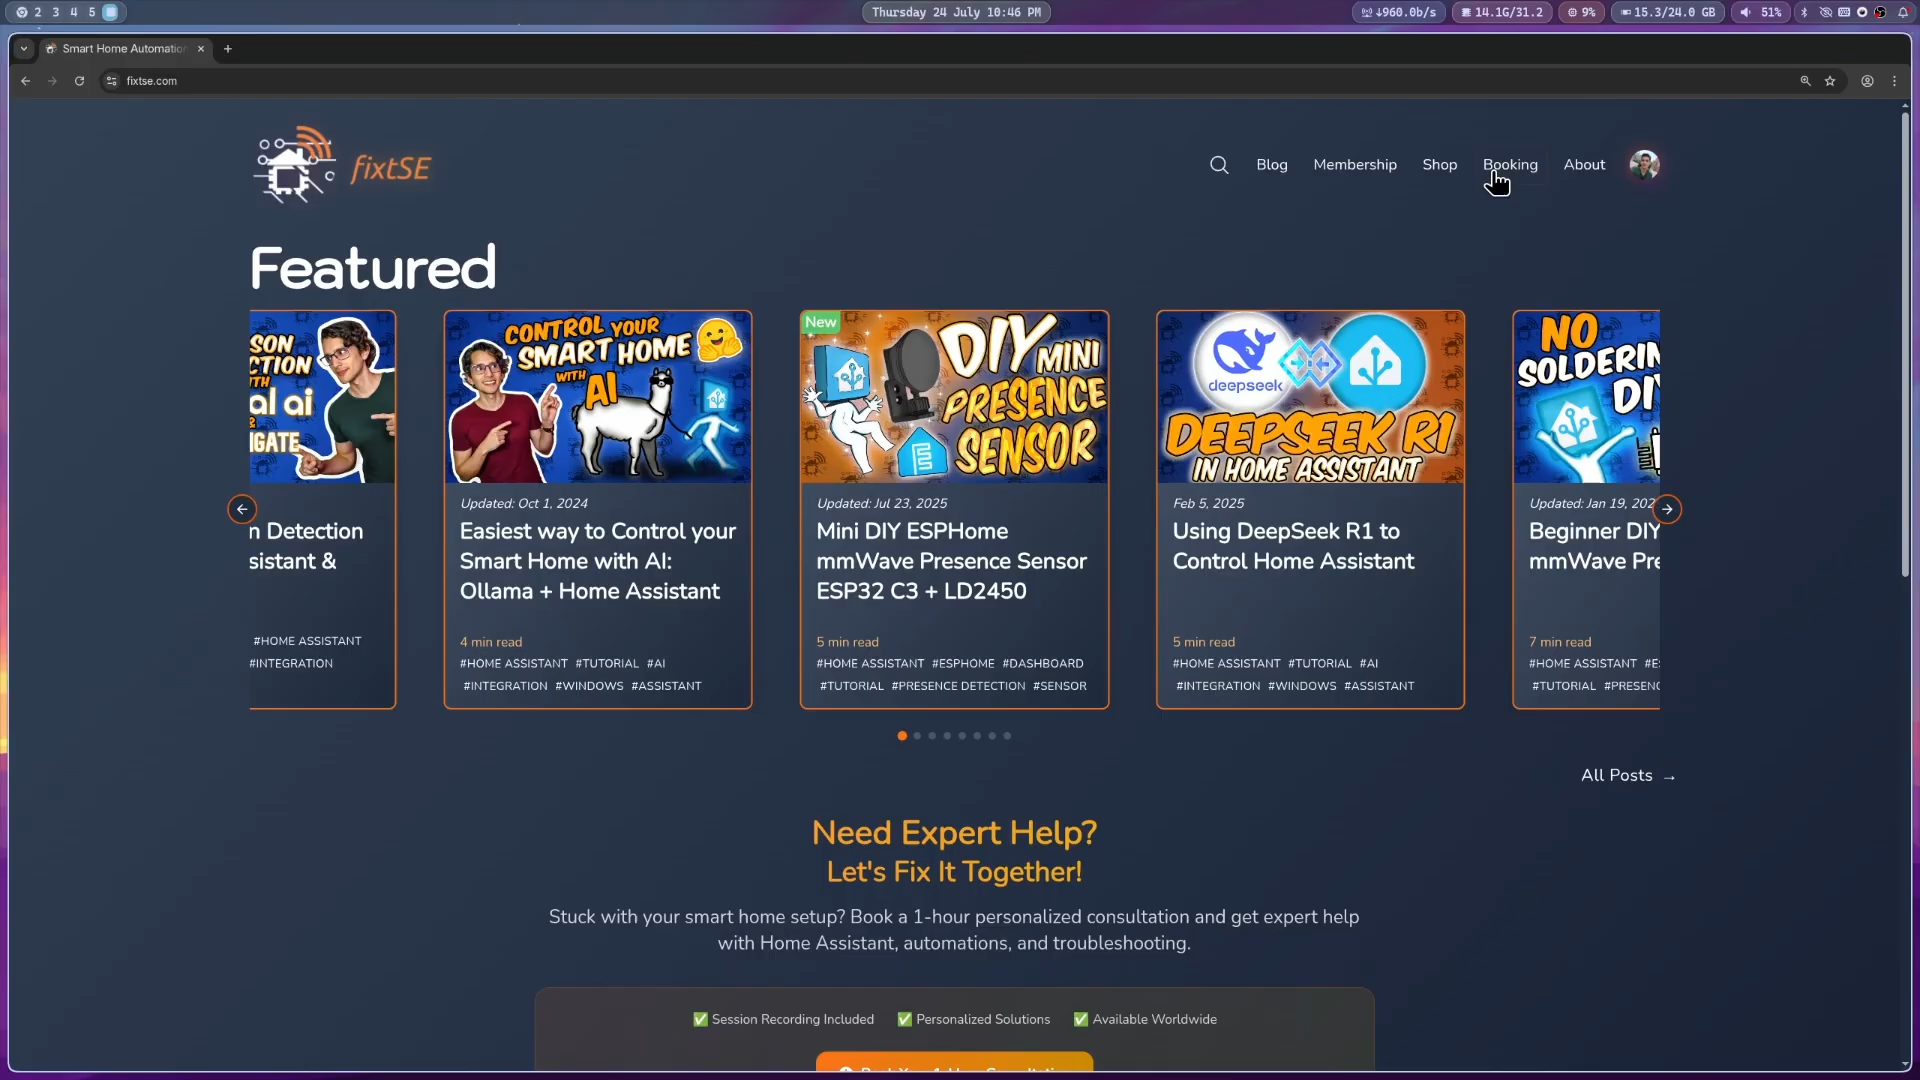 2 3 4 5
Thursday 24 July 10:46 PM
↓960.0b/s
14.1G/31.2
9%
15.3/24.0 GB
51%
Smart Home Automation
fixtse.com
fixtSE
Blog
Membership
Shop
Booking
About
Featured
SON
CTION
TH
al ai
&
IGATE
n Detection
sistant &
#HOME ASSISTANT
#INTEGRATION
CONTROL YOUR
SMART HOME
WITH
AI
Updated: Oct 1, 2024
Easiest way to Control your
Smart Home with AI:
Ollama + Home Assistant
4 min read
#HOME ASSISTANT #TUTORIAL #AI
#INTEGRATION #WINDOWS #ASSISTANT
New
DIY MINI
PRESENCE
SENSOR
Updated: Jul 23, 2025
Mini DIY ESPHome
mmWave Presence Sensor
ESP32 C3 + LD2450
5 min read
#HOME ASSISTANT #ESPHOME #DASHBOARD
#TUTORIAL #PRESENCE DETECTION #SENSOR
deepseek
DEEPSEEK R1
IN HOME ASSISTANT
Feb 5, 2025
Using DeepSeek R1 to
Control Home Assistant
5 min read
#HOME ASSISTANT #TUTORIAL #AI
#INTEGRATION #WINDOWS #ASSISTANT
NO
SOLDERIN
DIY
Updated: Jan 19, 202
Beginner DIY
mmWave Pre
7 min read
#HOME ASSISTANT #ES
#TUTORIAL #PRESENC
All Posts →
Need Expert Help?
Let's Fix It Together!
Stuck with your smart home setup? Book a 1-hour personalized consultation and get expert help
with Home Assistant, automations, and troubleshooting.
✅ Session Recording Included
✅ Personalized Solutions
✅ Available Worldwide